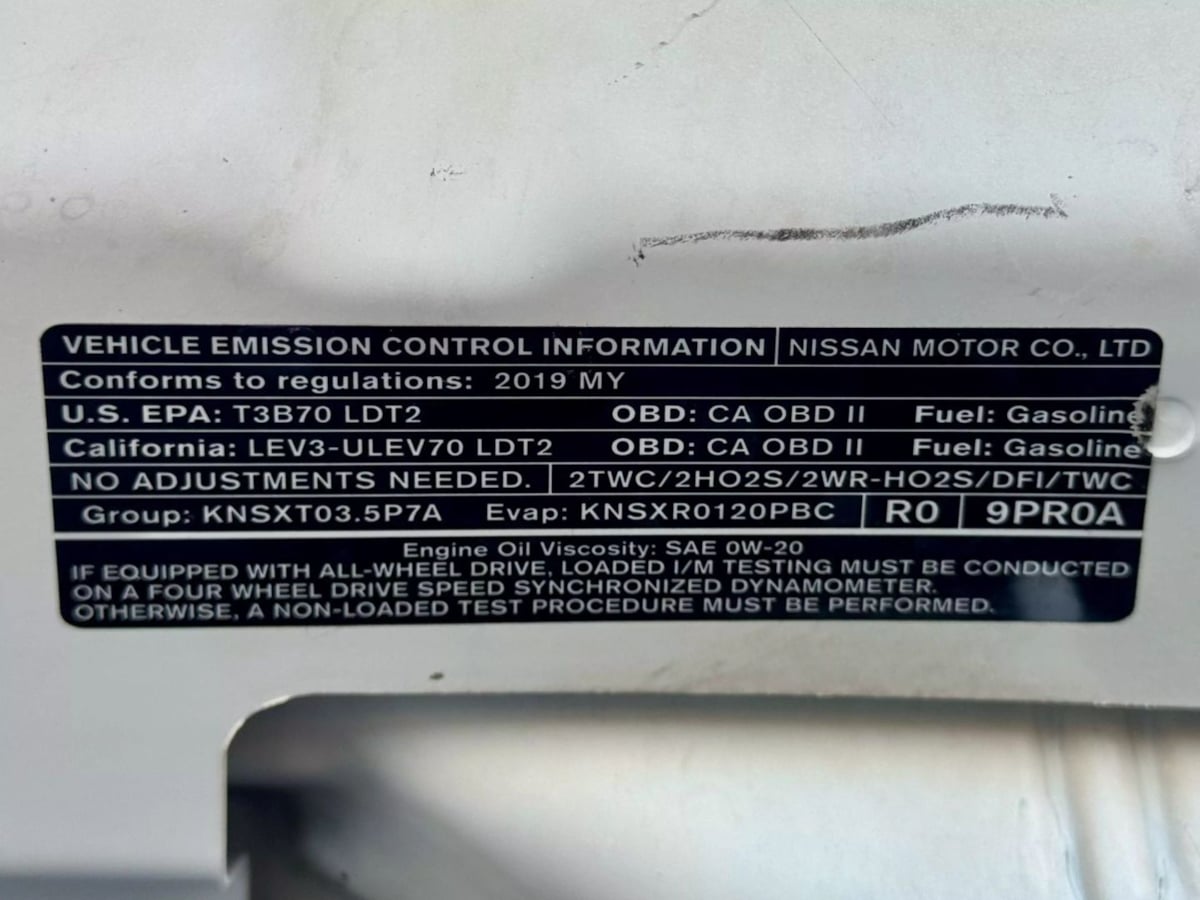 VEHICLE EMISSION CONTROL INFORMATION NISSAN MOTOR CO., LTD
Conforms to regulations: 2019 MY
U.S. EPA: T3B70 LDT2 OBD: CA OBD II Fuel: Gasoline
California: LEV3-ULEV70 LDT2 OBD: CA OBD II Fuel: Gasoline
NO ADJUSTMENTS NEEDED. 2TWC/2HO2S/2WR-HO2S/DFI/TWC
Group: KNSXT03.5P7A Evap: KNSXR0120PBC R0 9PR0A
Engine Oil Viscosity: SAE 0W-20
IF EQUIPPED WITH ALL-WHEEL DRIVE, LOADED I/M TESTING MUST BE CONDUCTED
ON A FOUR WHEEL DRIVE SPEED SYNCHRONIZED DYNAMOMETER.
OTHERWISE, A NON-LOADED TEST PROCEDURE MUST BE PERFORMED.